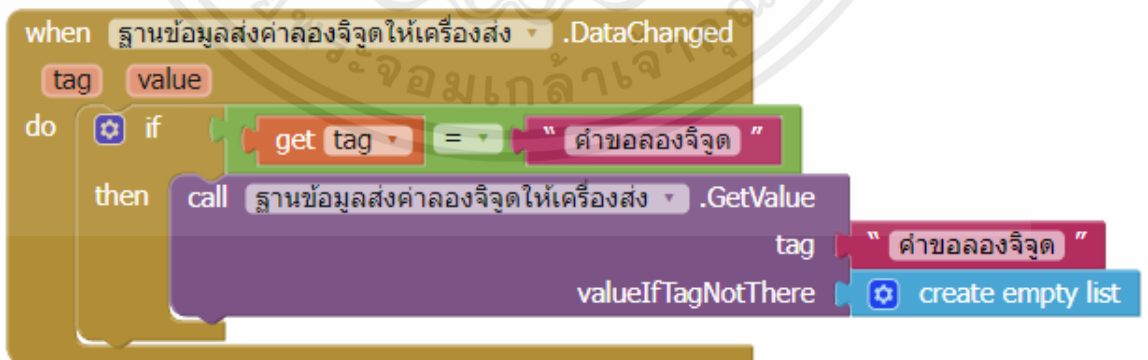 when ฐานข้อมูลส่งค่าลองจิจูดให้เครื่องส่ง .DataChanged
tag value
do if get tag = " คำขอลองจิจูด "
then call ฐานข้อมูลส่งค่าลองจิจูดให้เครื่องส่ง .GetValue
tag " คำขอลองจิจูด "
valueIfTagNotThere create empty list